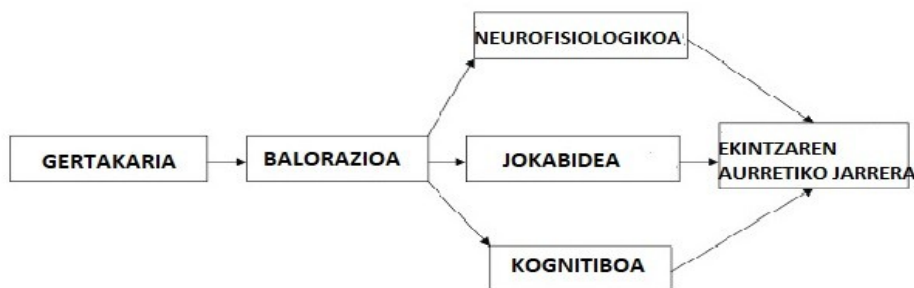 NEUROFISIOLOGIKOA
GERTAKARIA
BALORAZIOA
JOKABIDEA
EKINTZAREN
AURRETIKO JARRERA
KOGNITIBOA